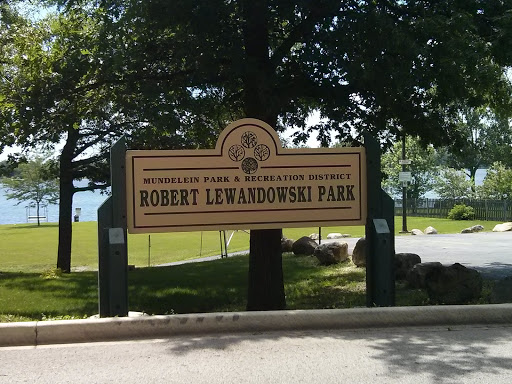 MUNDELEIN PARK & RECREATION DISTRICT
ROBERT LEWANDOWSKI PARK